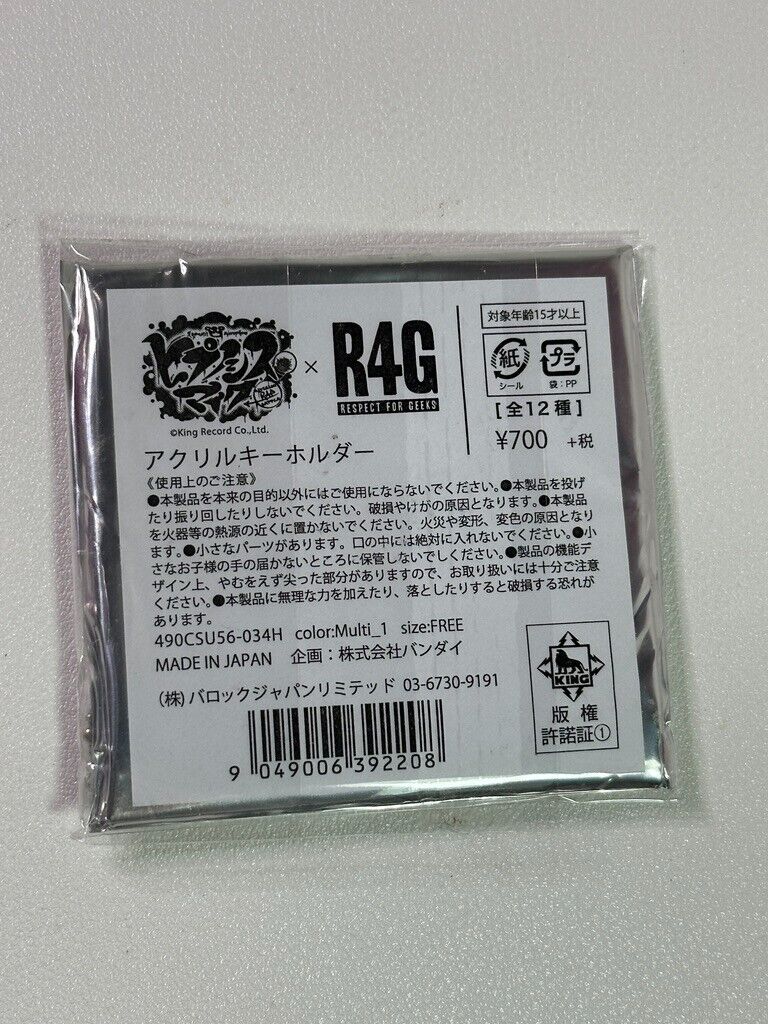 ヒプノシスマイク
×
R4G
RESPECT FOR GEEKS
©King Record Co.,Ltd.
対象年齢15才以上
紙 プラ
シール 袋:PP
[全12種]
¥700 +税
アクリルキーホルダー
《使用上のご注意》
●本製品を本来の目的以外にはご使用にならないでください。●本製品を投げ
たり振り回したりしないでください。破損やけがの原因となります。●本製品
を火器等の熱源の近くに置かないでください。火災や変形、変色の原因となり
ます。●小さなパーツがあります。口の中には絶対に入れないでください。●小
さなお子様の手の届かないところに保管しないでしください。●製品の機能デ
ザイン上、やむをえず尖った部分がありますので、お取り扱いには十分ご注意
ください。●本製品に無理な力を加えたり、落としたりすると破損する恐れが
あります。
490CSU56-034H color:Multi_1 size:FREE
MADE IN JAPAN 企画:株式会社バンダイ
(株)バロックジャパンリミテッド 03-6730-9191
9 049006 392208
KING
版権
許諾証①